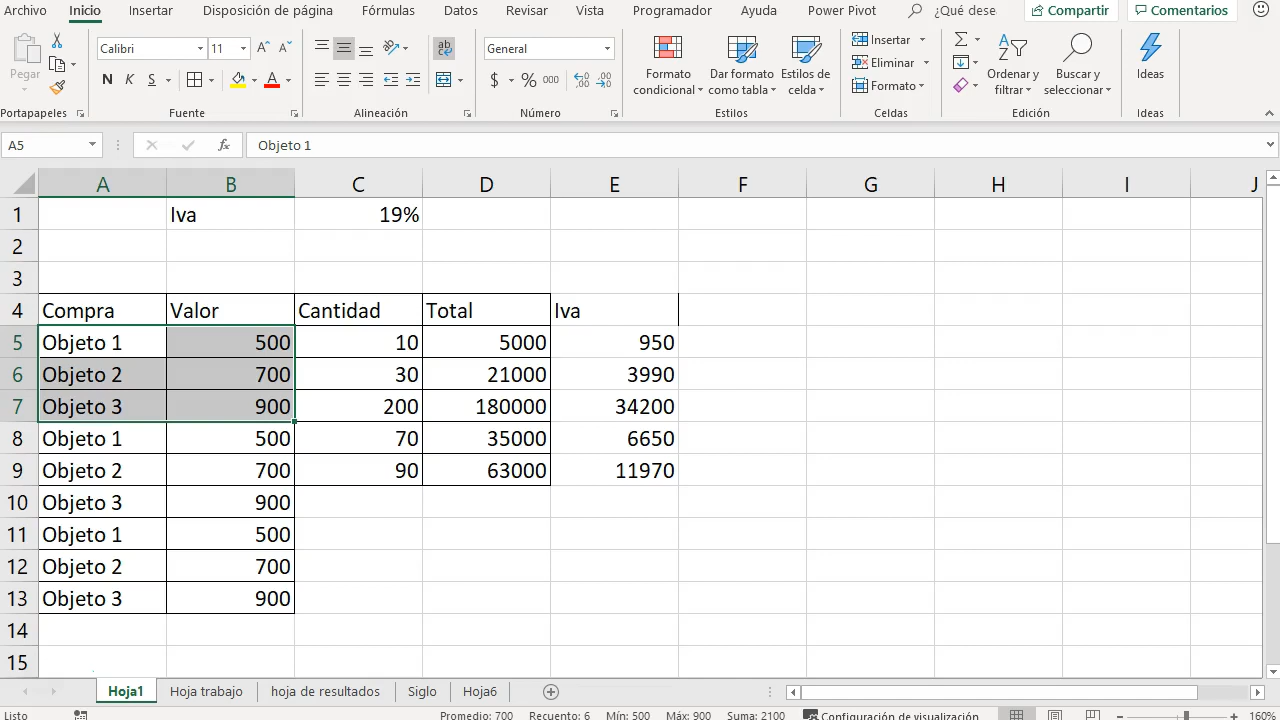 Archivo Inicio Insertar Disposición de página Fórmulas Datos Revisar Vista Programador Ayuda Power Pivot ¿Qué dese Compartir Comentarios
Pegar
Calibri 11
N K S
ab
General
$ % 000
Formato condicional
Dar formato como tabla
Estilos de celda
Insertar
Eliminar
Formato
Ordenar y filtrar
Buscar y seleccionar
Ideas
Portapapeles Fuente Alineación Número Estilos Celdas Edición Ideas
A5 fx Objeto 1
A B C D E F G H I J
1 Iva 19%
2
3
4 Compra Valor Cantidad Total Iva
5 Objeto 1 500 10 5000 950
6 Objeto 2 700 30 21000 3990
7 Objeto 3 900 200 180000 34200
8 Objeto 1 500 70 35000 6650
9 Objeto 2 700 90 63000 11970
10 Objeto 3 900
11 Objeto 1 500
12 Objeto 2 700
13 Objeto 3 900
14
15
Hoja1 Hoja trabajo hoja de resultados Siglo Hoja6
Listo Promedio: 700 Recuento: 6 Mín: 500 Máx: 900 Suma: 2100 Configuración de visualización 160%